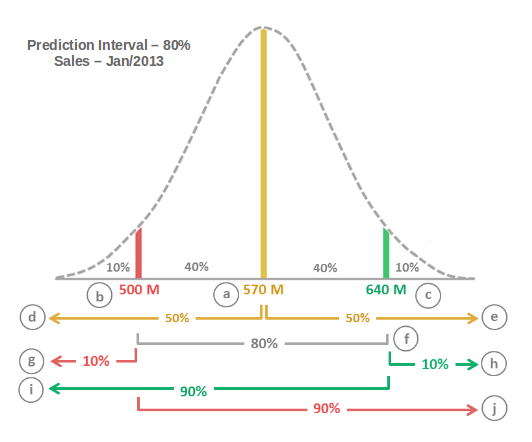 Prediction Interval – 80%
Sales – Jan/2013
10% 40% 40% 10%
b 500 M a 570 M 640 M c
d 50% 50% e
80% f
g 10% 10% h
i 90%
90% j